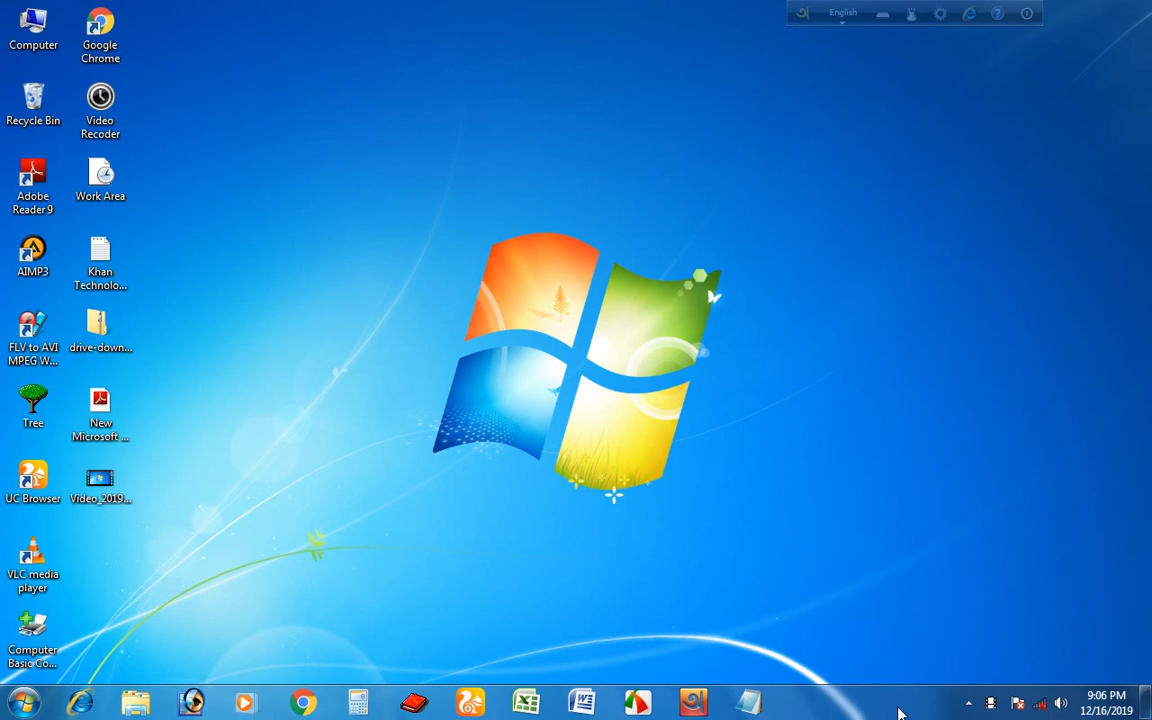 English
Computer
Google
Chrome
Recycle Bin
Video
Recoder
Adobe
Reader 9
Work Area
AIMP3
Khan
Technolo...
FLV to AVI
MPEG W...
drive-down...
Tree
New
Microsoft ...
UC Browser
Video_2019...
VLC media
player
Computer
Basic Co...
9:06 PM
12/16/2019